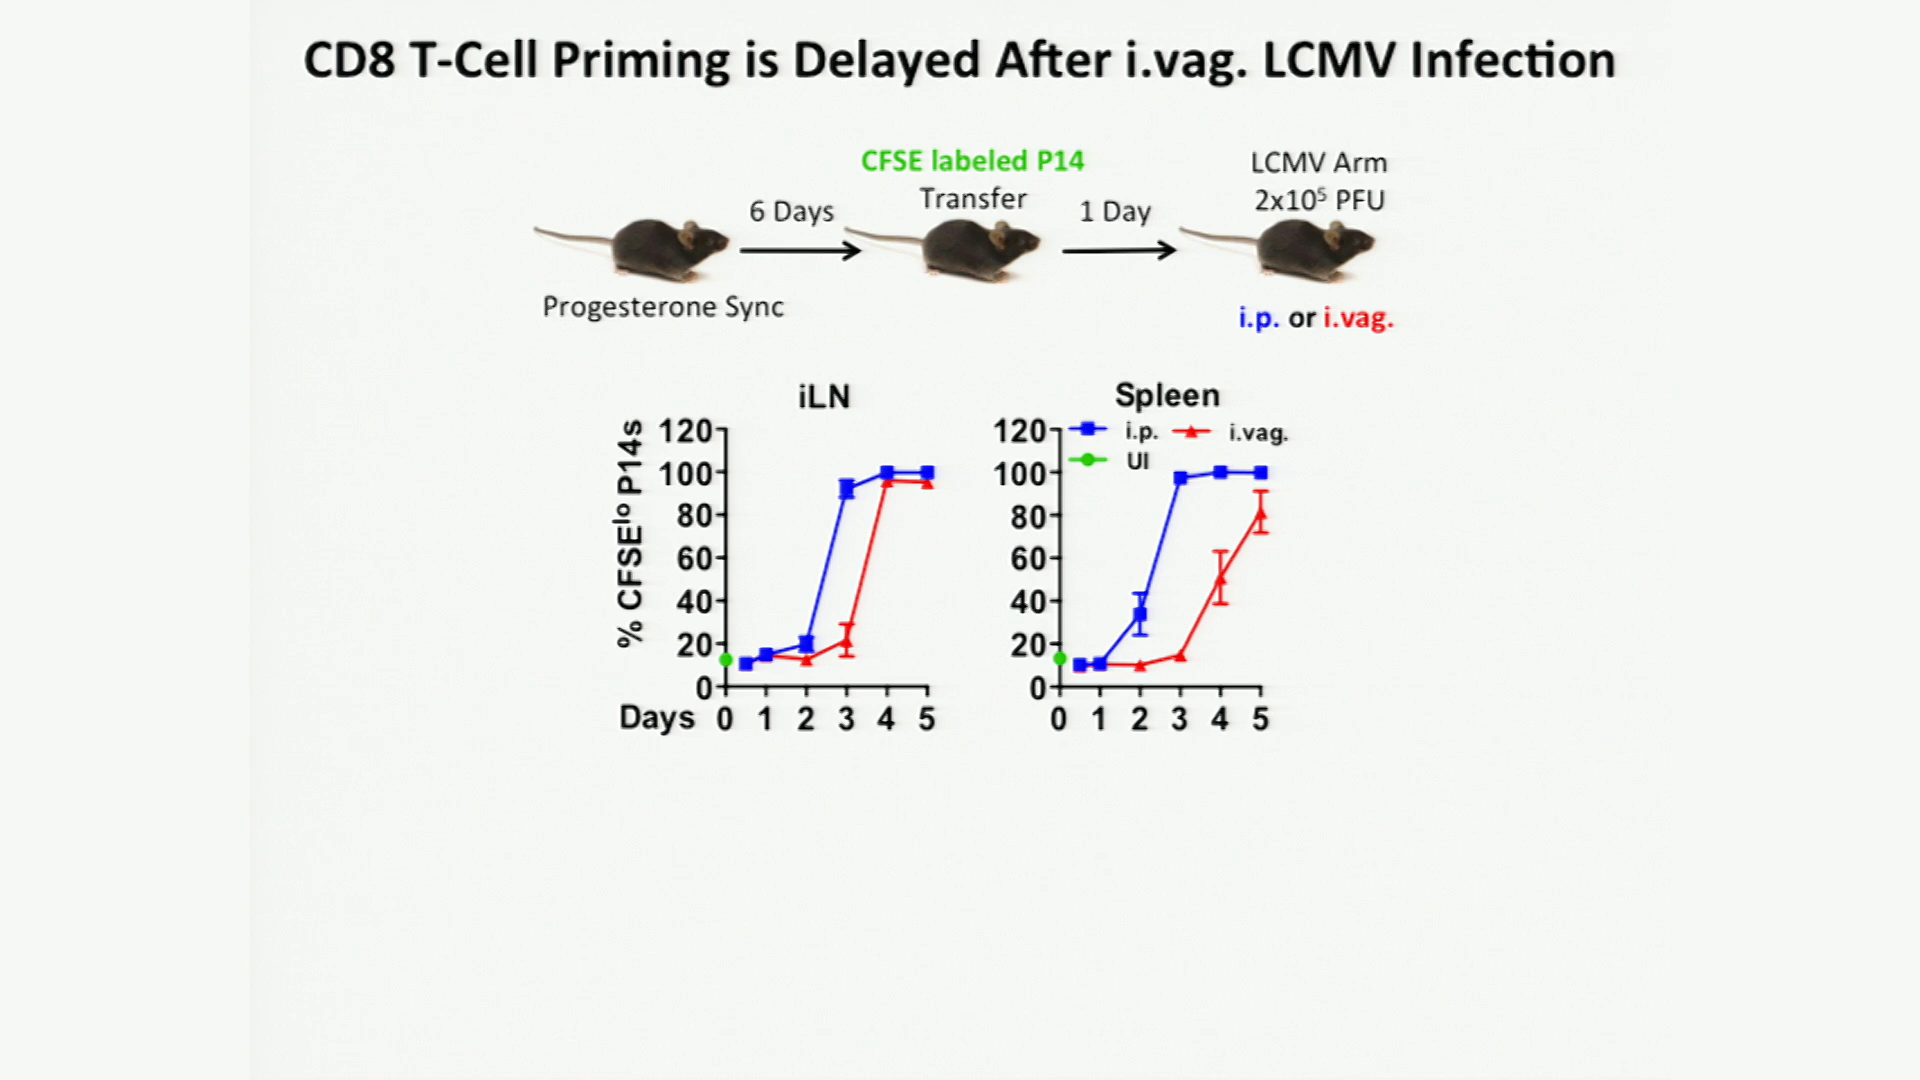 CD8 T-Cell Priming is Delayed After i.vag. LCMV Infection
CFSE labeled P14
Transfer
6 Days
1 Day
LCMV Arm
2x10⁵ PFU
Progesterone Sync
i.p. or i.vag.
iLN
% CFSEˡᵒ P14s
120
100
80
60
40
20
0
Days 0 1 2 3 4 5
Spleen
i.p. i.vag.
UI
120
100
80
60
40
20
0
0 1 2 3 4 5